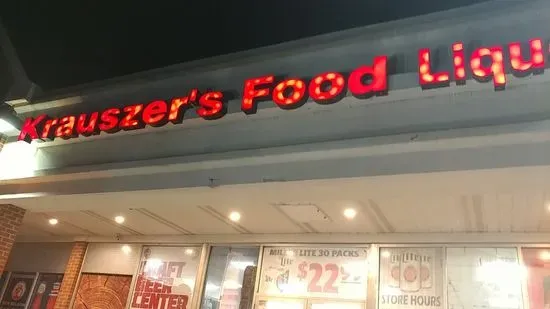 Krauszer's Food Liqu
CRAFT
BEER
CENTER
MILLER LITE 30 PACKS
$22
STORE HOURS